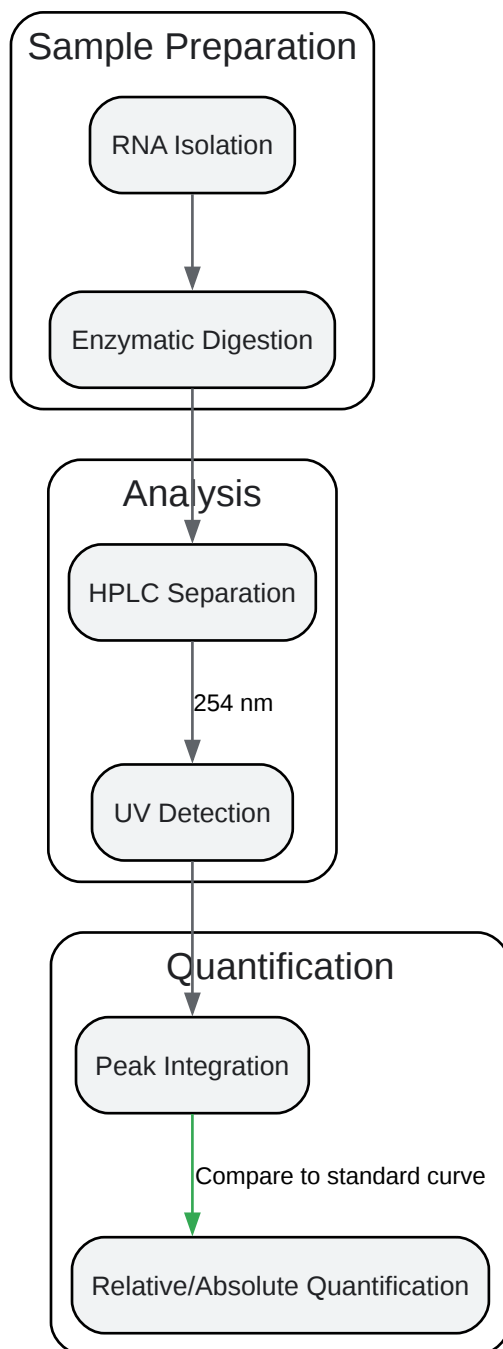 Sample Preparation
RNA Isolation
Enzymatic Digestion
Analysis
HPLC Separation
254 nm
UV Detection
Quantification
Peak Integration
Compare to standard curve
Relative/Absolute Quantification